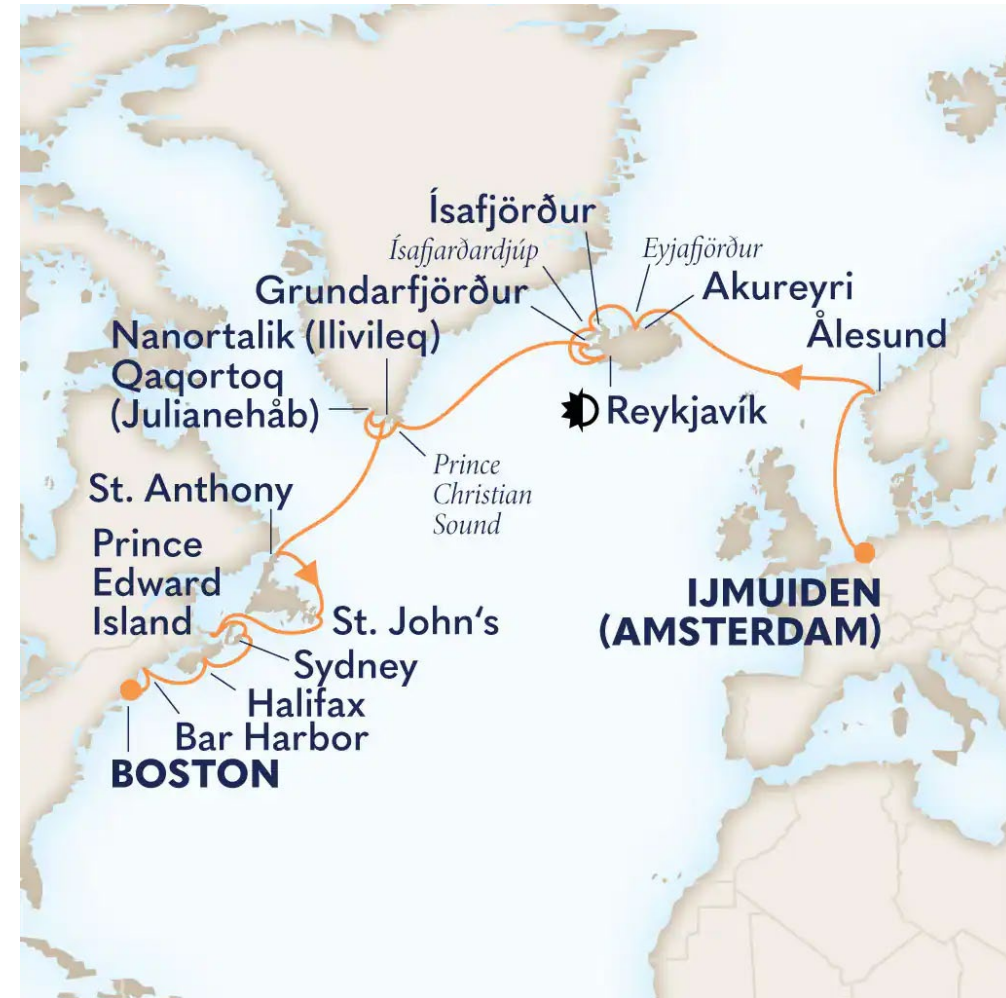 Ísafjörður
Ísafjarðardjúp
Eyjafjörður
Grundarfjörður
Akureyri
Nanortalik (Ilivileq)
Ålesund
Qaqortoq
(Julianehåb)
Reykjavík
Prince
Christian
Sound
St. Anthony
Prince
Edward
Island
IJMUIDEN
(AMSTERDAM)
St. John‘s
Sydney
Halifax
Bar Harbor
BOSTON